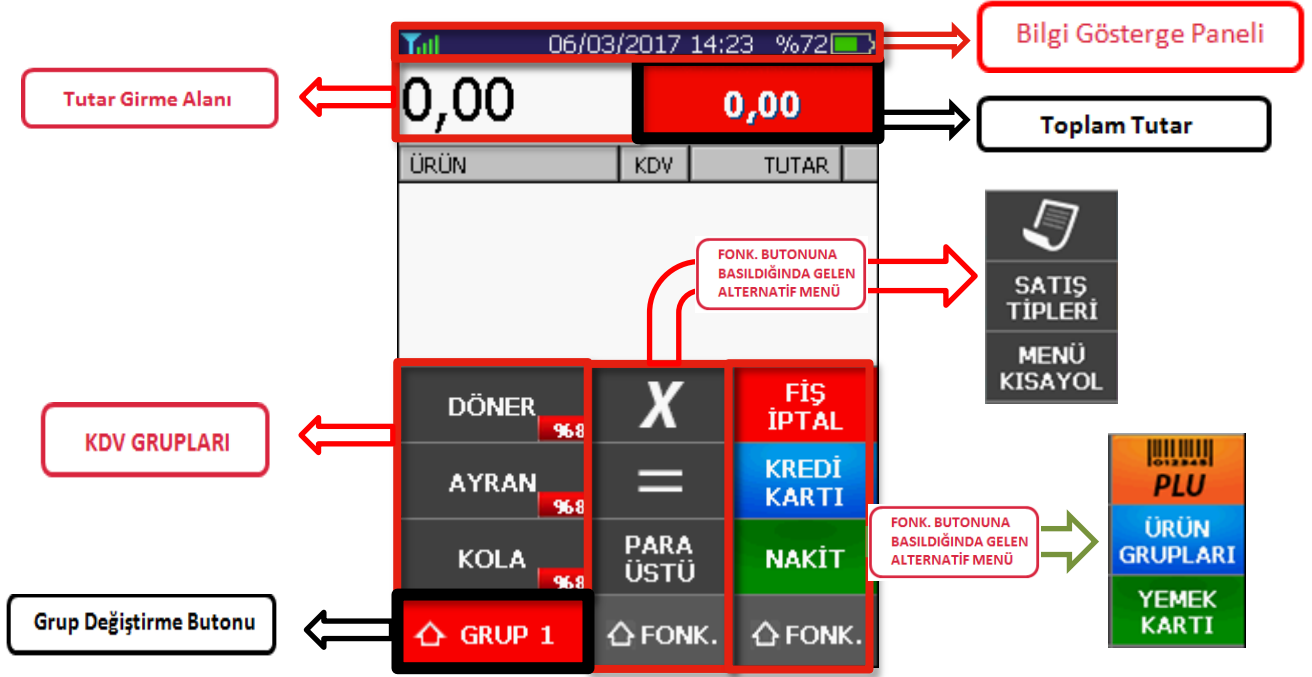 Bilgi Gösterge Paneli
06/03/2017 14:23 %72
Tutar Girme Alanı
0,00
0,00
Toplam Tutar
ÜRÜN KDV TUTAR
FONK. BUTONUNA
BASILDIĞINDA GELEN
ALTERNATİF MENÜ
SATIŞ
TİPLERİ
MENÜ
KISAYOL
KDV GRUPLARI
DÖNER
%8
X
FİŞ
İPTAL
AYRAN
%8
=
KREDİ
KARTI
KOLA
%8
PARA
ÜSTÜ
NAKİT
FONK. BUTONUNA
BASILDIĞINDA GELEN
ALTERNATİF MENÜ
012345
PLU
ÜRÜN
GRUPLARI
YEMEK
KARTI
Grup Değiştirme Butonu
GRUP 1
FONK.
FONK.